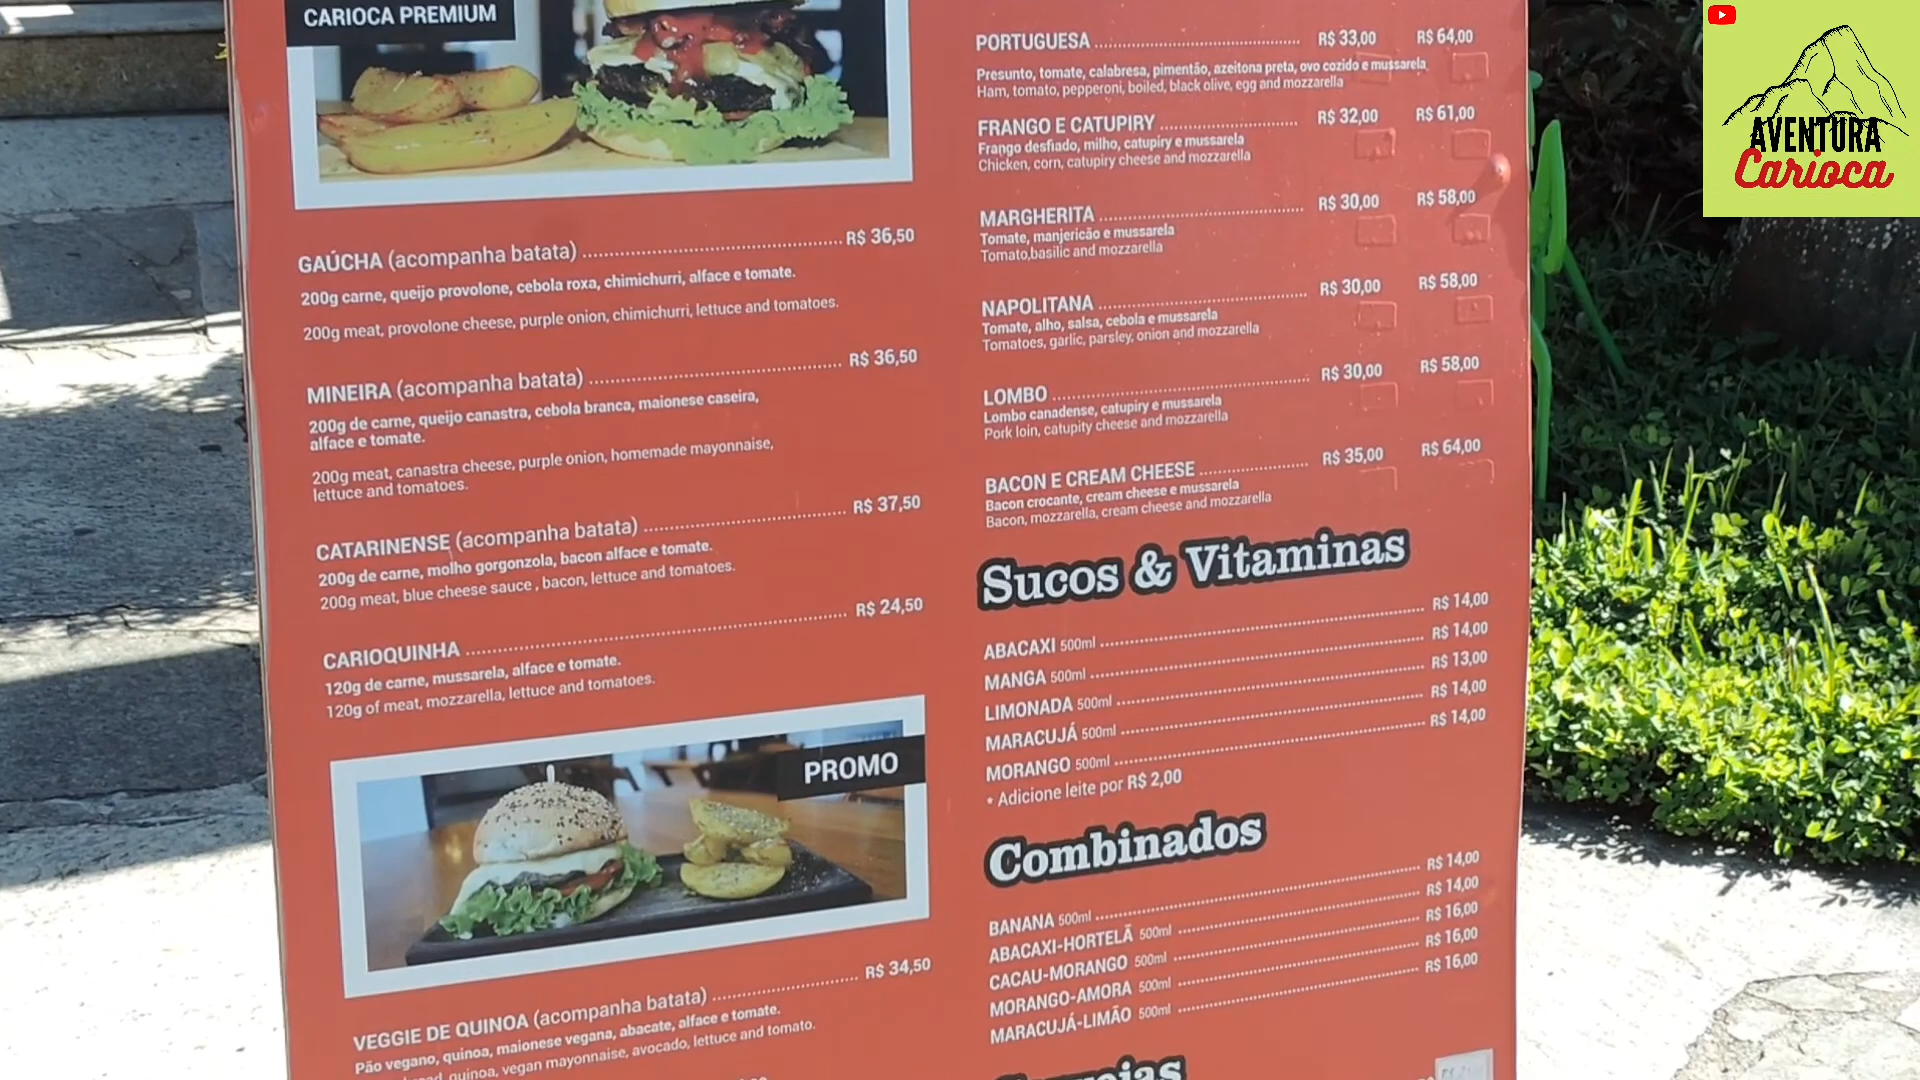 CARIOCA PREMIUM
GAÚCHA (acompanha batata) R$ 36,50
200g carne, queijo provolone, cebola roxa, chimichurri, alface e tomate.
200g meat, provolone cheese, purple onion, chimichurri, lettuce and tomatoes.
MINEIRA (acompanha batata) R$ 36,50
200g de carne, queijo canastra, cebola branca, maionese caseira,
alface e tomate.
200g meat, canastra cheese, purple onion, homemade mayonnaise,
lettuce and tomatoes.
CATARINENSE (acompanha batata) R$ 37,50
200g de carne, molho gorgonzola, bacon alface e tomate.
200g meat, blue cheese sauce , bacon, lettuce and tomatoes.
CARIOQUINHA R$ 24,50
120g de carne, mussarela, alface e tomate.
120g of meat, mozzarella, lettuce and tomatoes.
PROMO
VEGGIE DE QUINOA (acompanha batata) R$ 34,50
Pão vegano, quinoa, maionese vegana, abacate, alface e tomate.
quinoa, vegan mayonnaise, avocado, lettuce and tomato.
PORTUGUESA R$ 33,00 R$ 64,00
Presunto, tomate, calabresa, pimentão, azeitona preta, ovo cozido e mussarela
Ham, tomato, pepperoni, boiled, black olive, egg and mozzarella
FRANGO E CATUPIRY R$ 32,00 R$ 61,00
Frango desfiado, milho, catupiry e mussarela
Chicken, corn, catupiry cheese and mozzarella
MARGHERITA R$ 30,00 R$ 58,00
Tomate, manjericão e mussarela
Tomato,basilic and mozzarella
NAPOLITANA R$ 30,00 R$ 58,00
Tomate, alho, salsa, cebola e mussarela
Tomatoes, garlic, parsley, onion and mozzarella
LOMBO R$ 30,00 R$ 58,00
Lombo canadense, catupiry e mussarela
Pork loin, catupity cheese and mozzarella
BACON E CREAM CHEESE R$ 35,00 R$ 64,00
Bacon crocante, cream cheese e mussarela
Bacon, mozzarella, cream cheese and mozzarella
Sucos & Vitaminas
ABACAXI 500ml R$ 14,00
MANGA 500ml R$ 14,00
LIMONADA 500ml R$ 13,00
MARACUJÁ 500ml R$ 14,00
MORANGO 500ml R$ 14,00
* Adicione leite por R$ 2,00
Combinados
BANANA 500ml R$ 14,00
ABACAXI-HORTELÃ 500ml R$ 14,00
CACAU-MORANGO 500ml R$ 16,00
MORANGO-AMORA 500ml R$ 16,00
MARACUJÁ-LIMÃO 500ml R$ 16,00
AVENTURA
Carioca